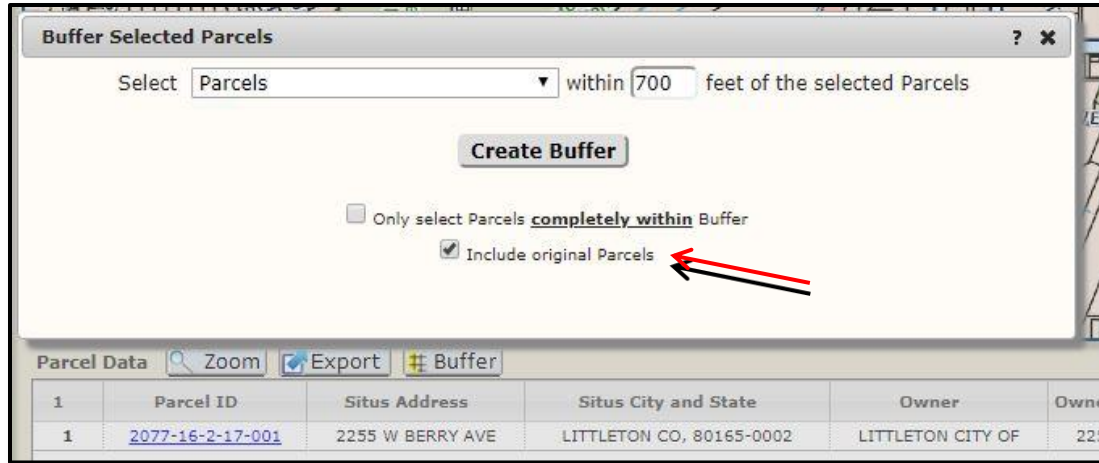 Buffer Selected Parcels ?
Select Parcels within 700 feet of the selected Parcels
Create Buffer
Only select Parcels completely within Buffer
Include original Parcels
Parcel Data Zoom Export Buffer
1 Parcel ID Situs Address Situs City and State Owner
1 2077-16-2-17-001 2255 W BERRY AVE LITTLETON CO, 80165-0002 LITTLETON CITY OF